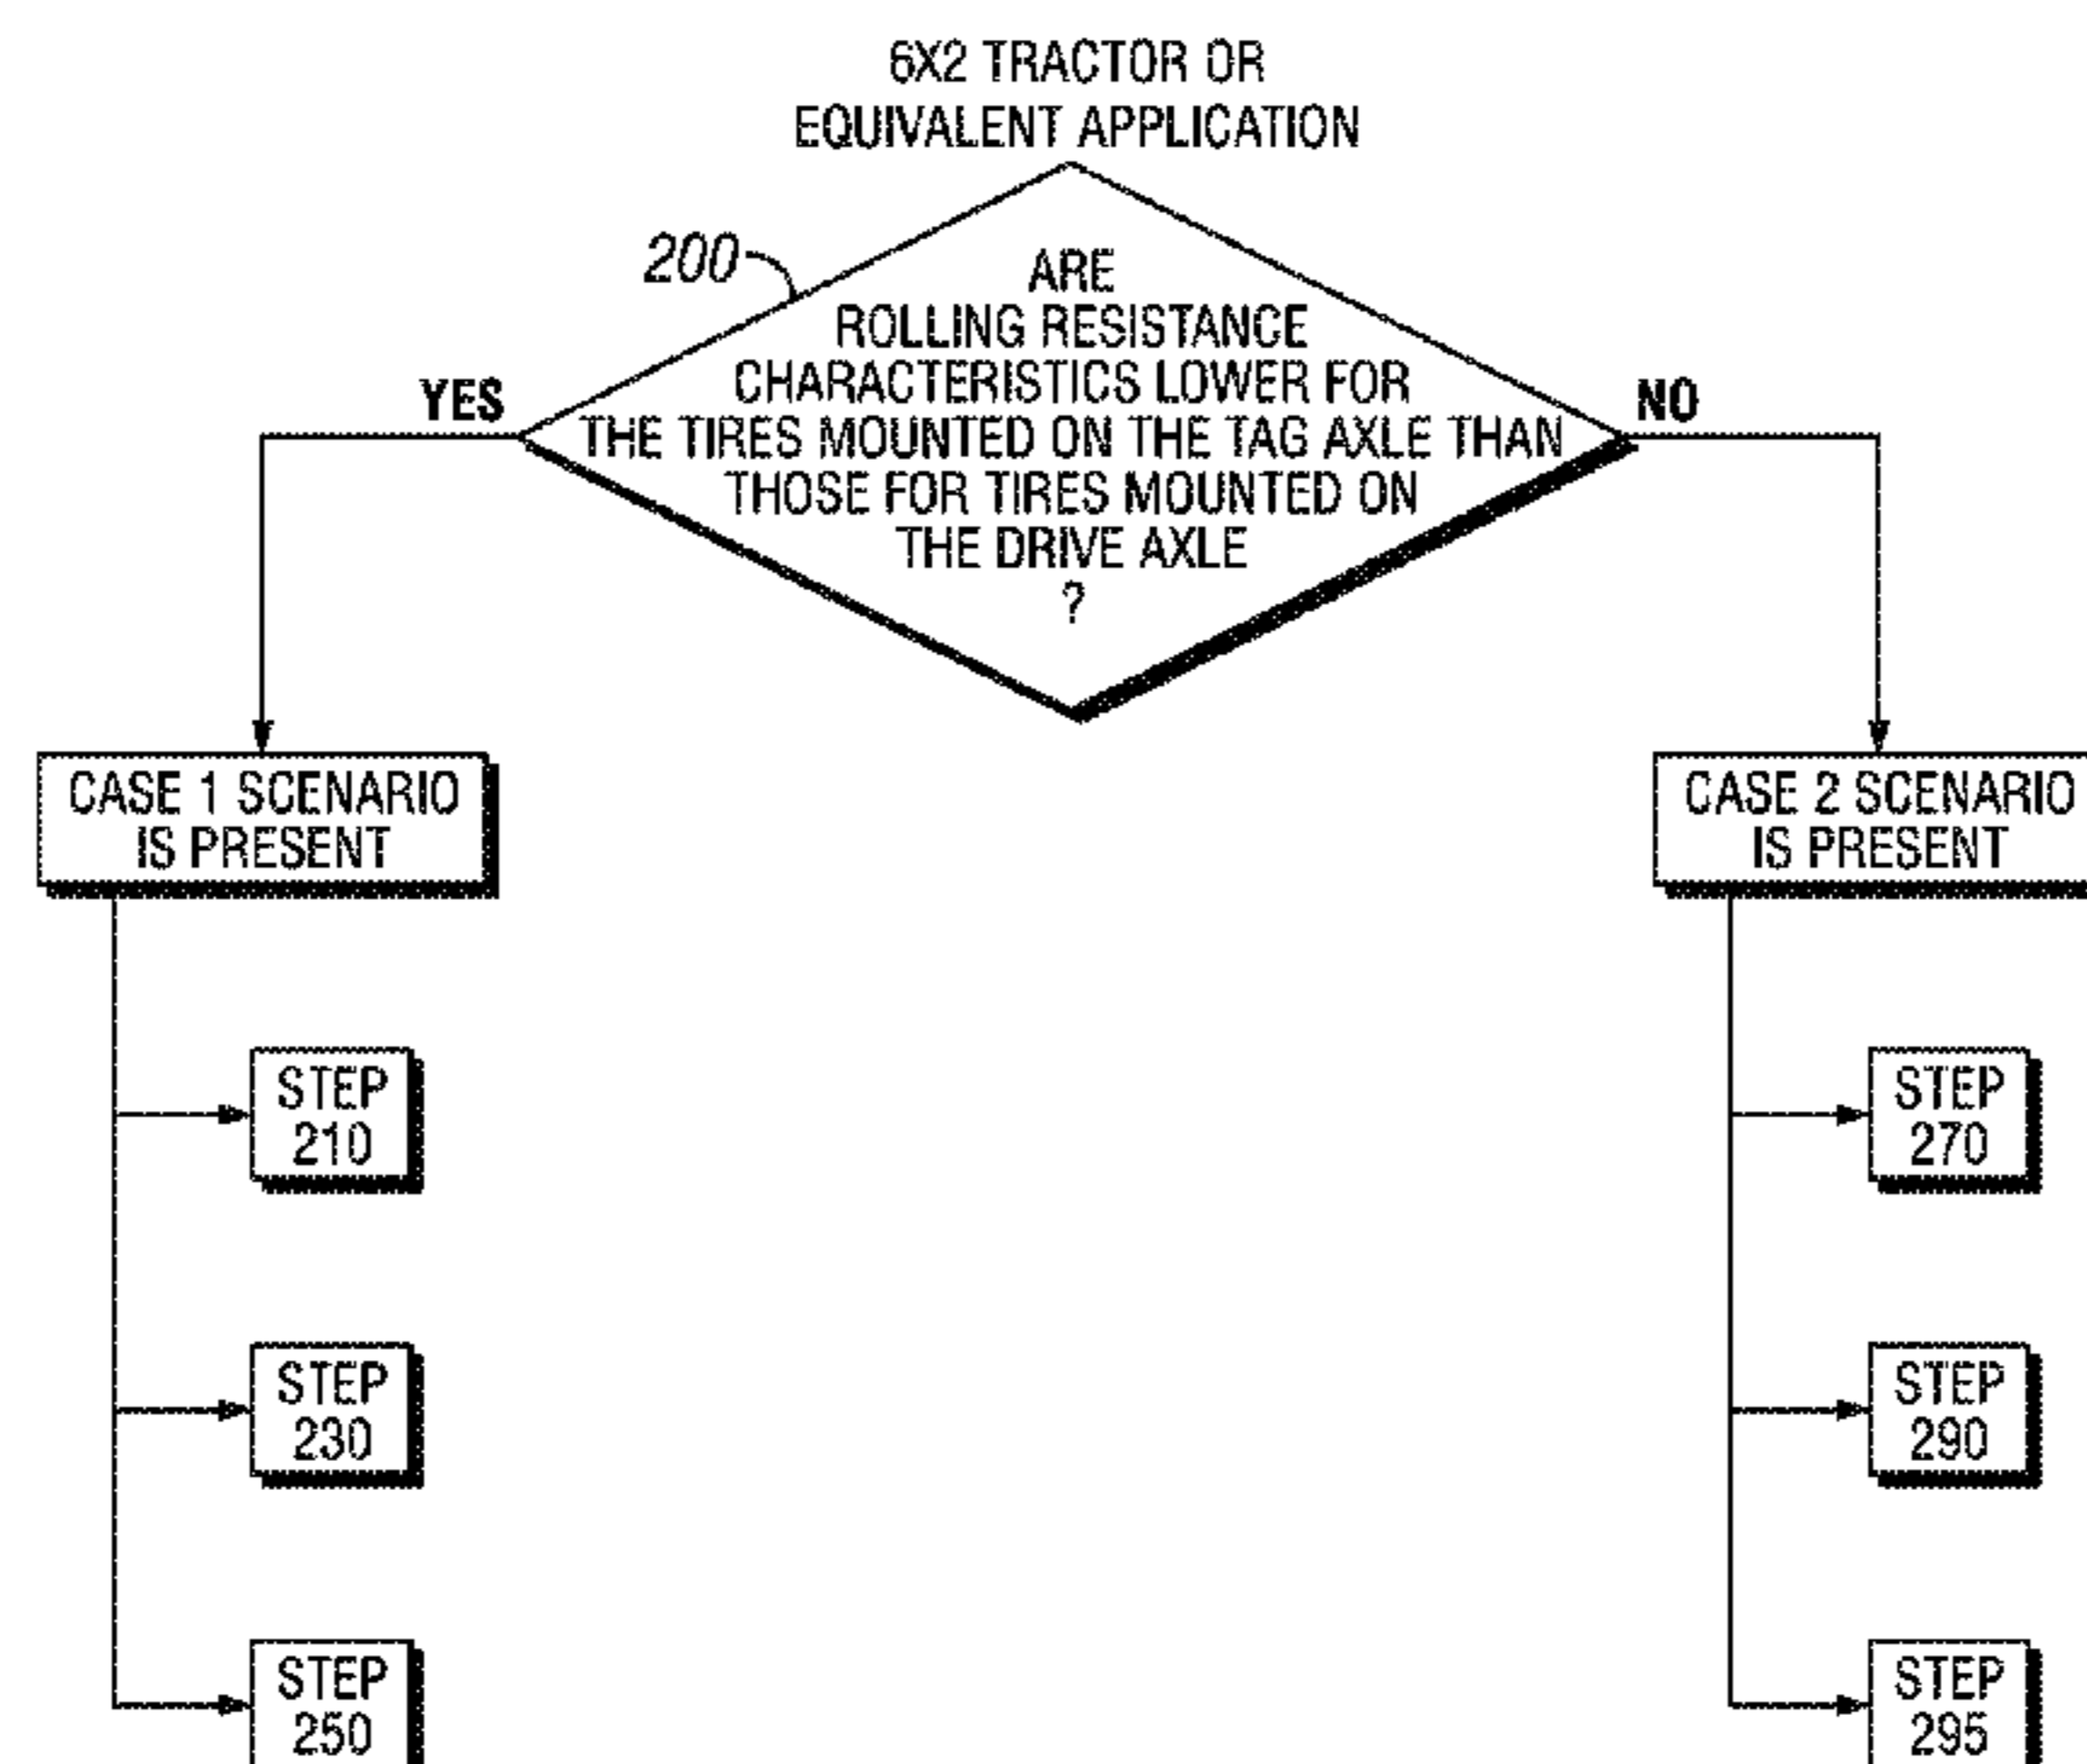 6X2 TRACTOR OR
EQUIVALENT APPLICATION
200
ARE
ROLLING RESISTANCE
CHARACTERISTICS LOWER FOR
THE TIRES MOUNTED ON THE TAG AXLE THAN
THOSE FOR TIRES MOUNTED ON
THE DRIVE AXLE
?
YES
NO
CASE 1 SCENARIO
IS PRESENT
STEP
210
STEP
230
STEP
250
CASE 2 SCENARIO
IS PRESENT
STEP
270
STEP
290
STEP
295